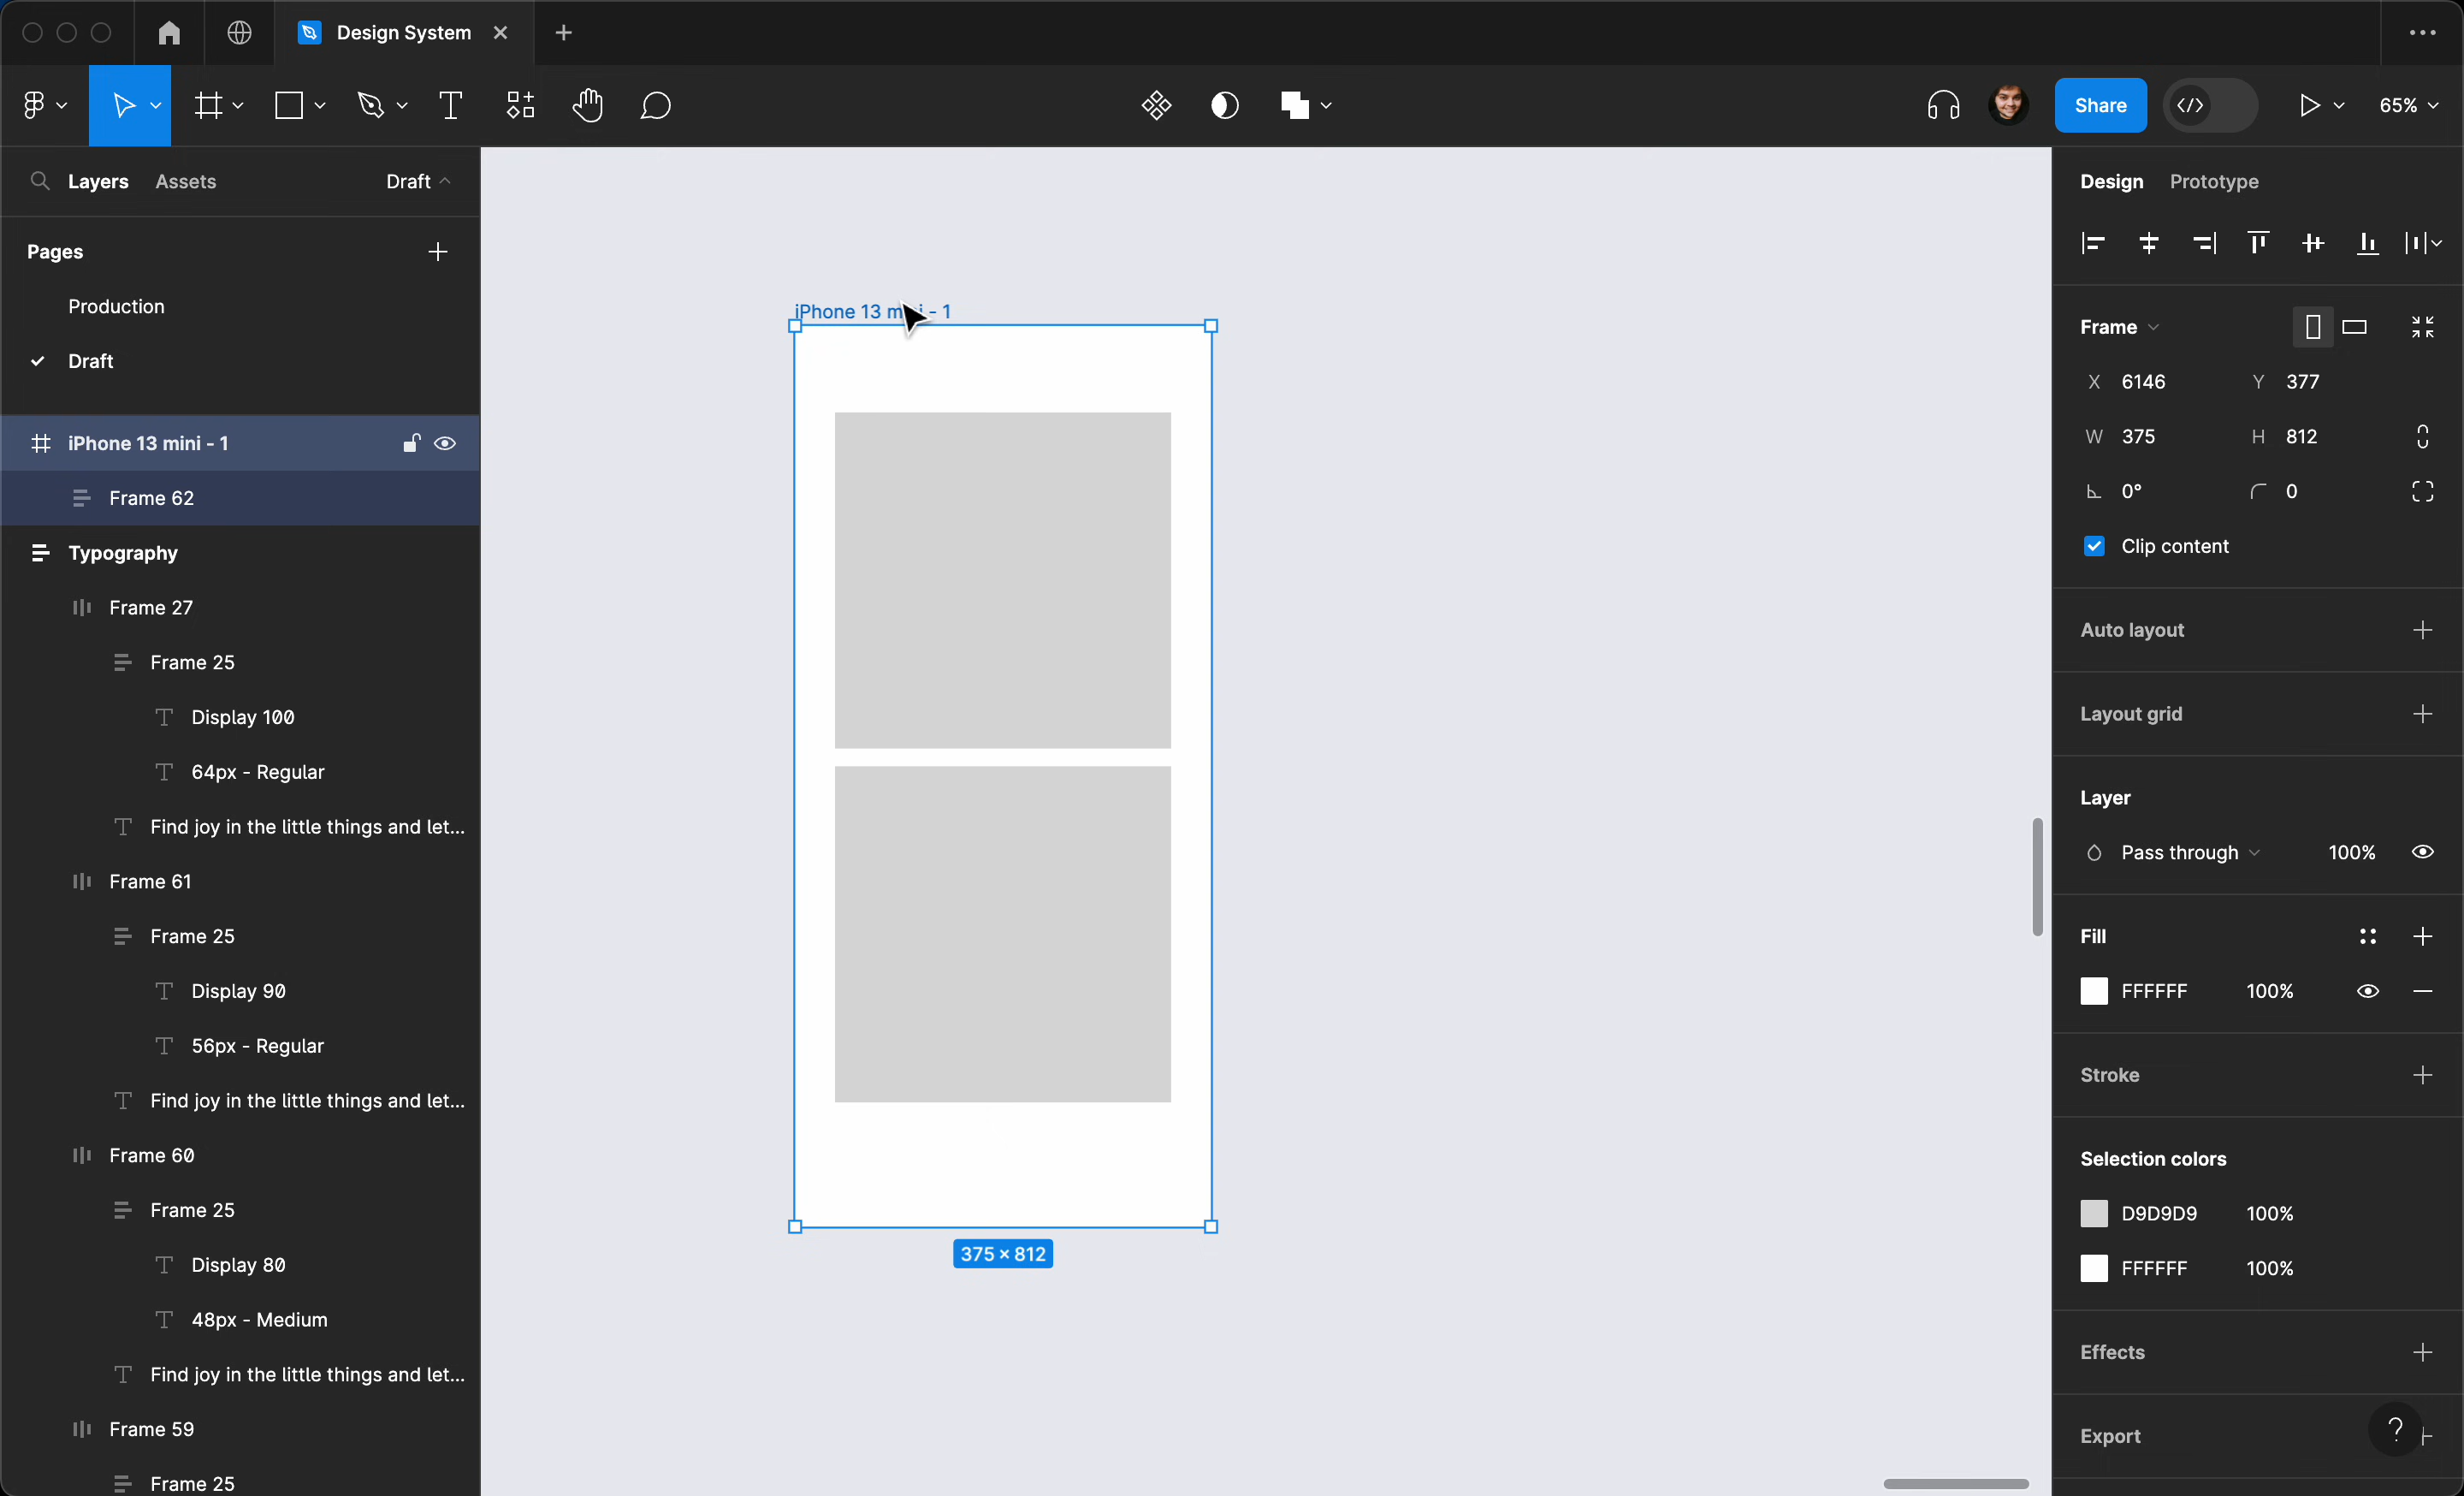 Design System
Share
65%
Layers Assets Draft
Pages
Production
Draft
iPhone 13 mini - 1
Frame 62
Typography
Frame 27
Frame 25
Display 100
64px - Regular
Find joy in the little things and let...
Frame 61
Frame 25
Display 90
56px - Regular
Find joy in the little things and let...
Frame 60
Frame 25
Display 80
48px - Medium
Find joy in the little things and let...
Frame 59
Frame 25
iPhone 13 mini - 1
375 × 812
Design Prototype
Frame
X 6146 Y 377
W 375 H 812
0° 0
Clip content
Auto layout
Layout grid
Layer
Pass through 100%
Fill
FFFFFF 100%
Stroke
Selection colors
D9D9D9 100%
FFFFFF 100%
Effects
Export
?